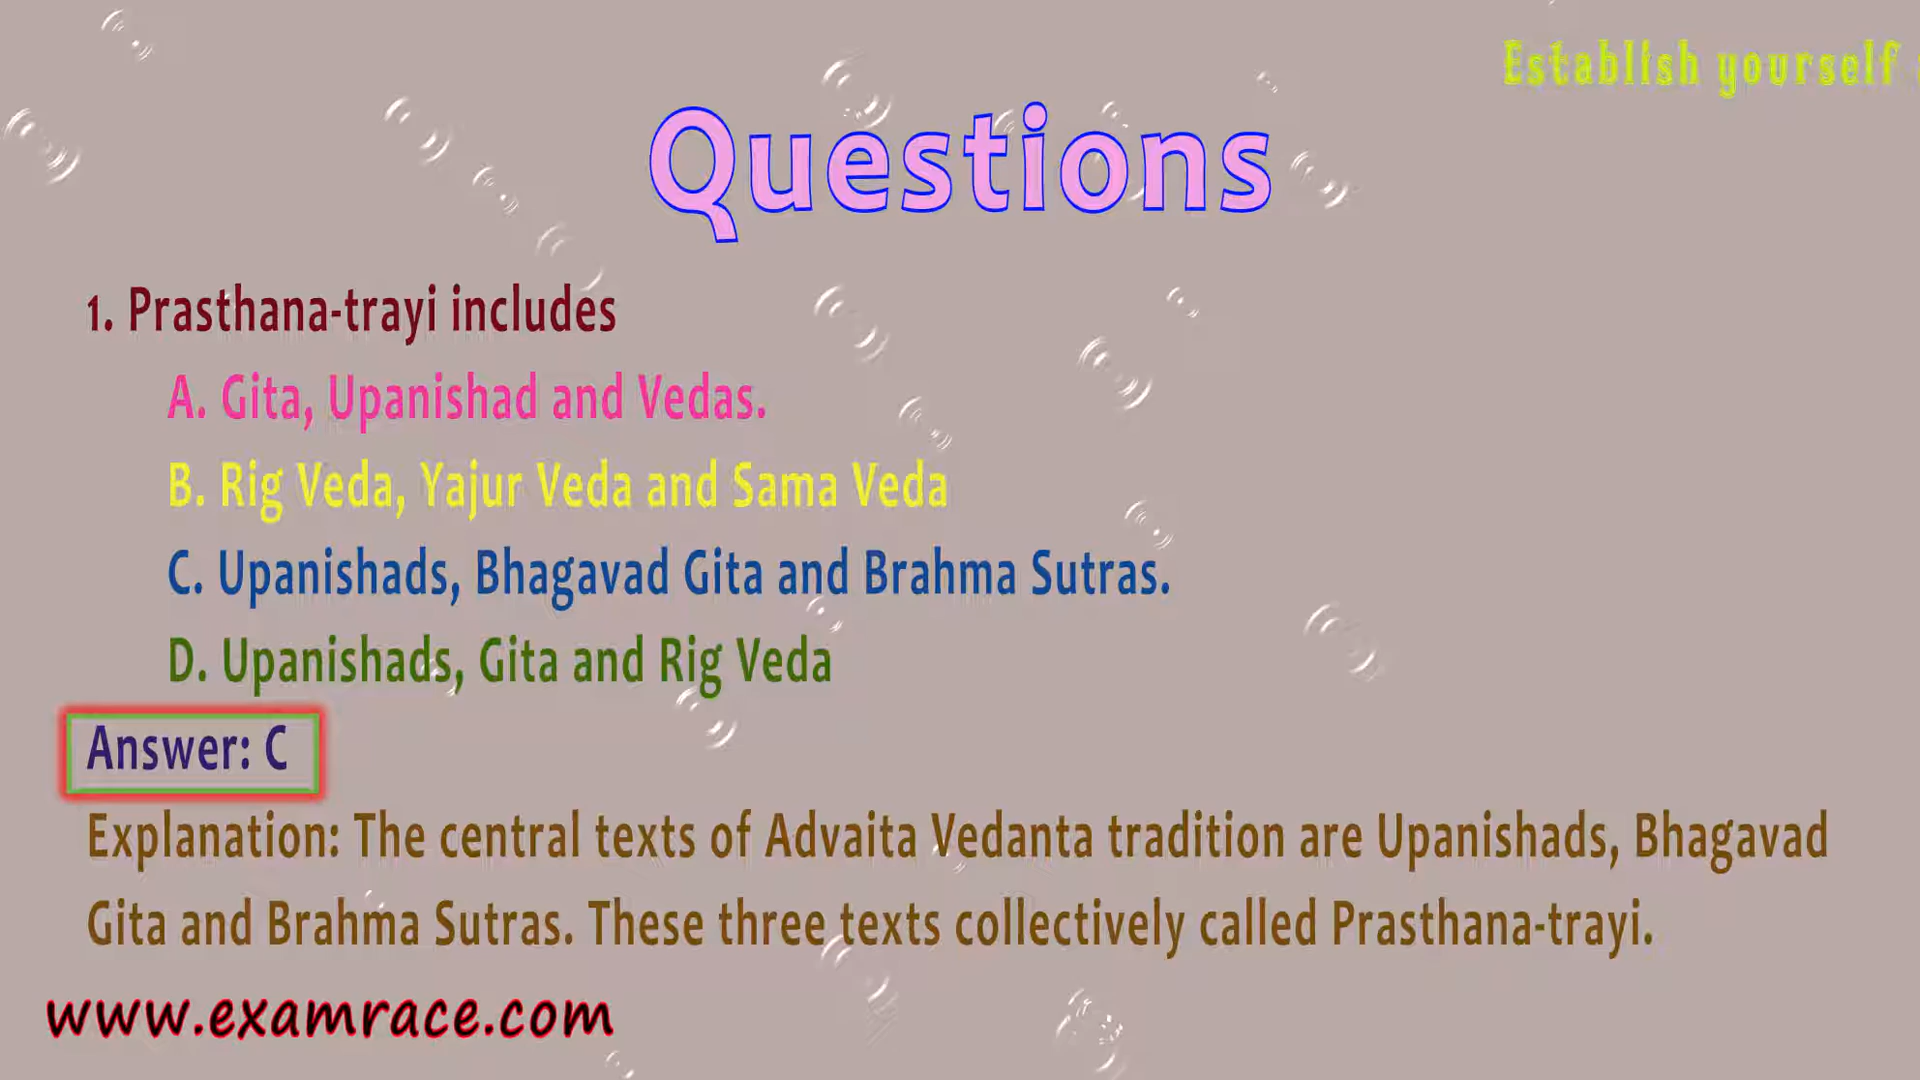 Establish yourself
Questions
1. Prasthana-trayi includes
A. Gita, Upanishad and Vedas.
B. Rig Veda, Yajur Veda and Sama Veda
C. Upanishads, Bhagavad Gita and Brahma Sutras.
D. Upanishads, Gita and Rig Veda
Answer: C
Explanation: The central texts of Advaita Vedanta tradition are Upanishads, Bhagavad
Gita and Brahma Sutras. These three texts collectively called Prasthana-trayi.
www.examrace.com